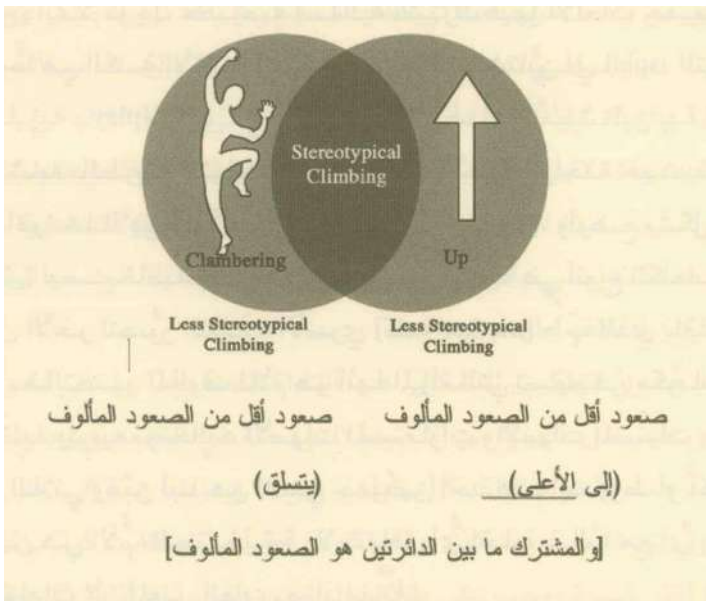 Stereotypical
Climbing
Clambering
Up
Less Stereotypical
Climbing
Less Stereotypical
Climbing
صعود أقل من الصعود المألوف
صعود أقل من الصعود المألوف
(إلى الأعلى)
(يتسلق)
[والمشترك ما بين الدائرتين هو الصعود المألوف]